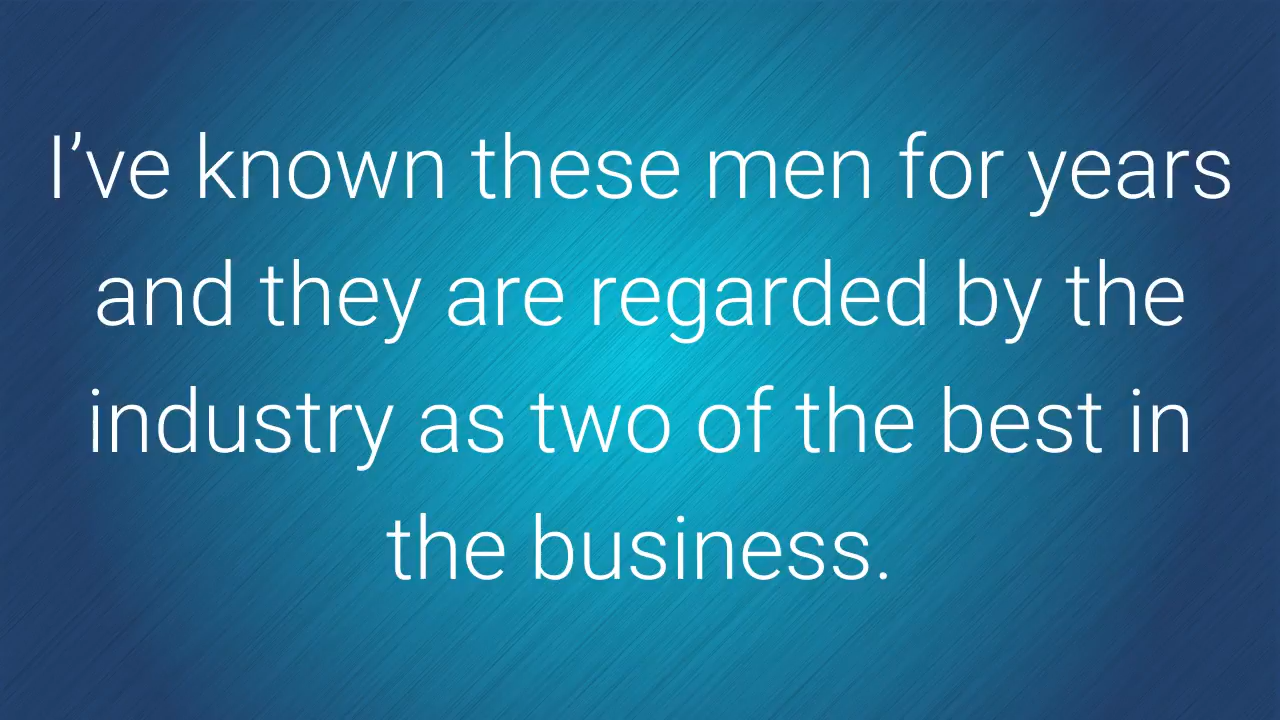 I’ve known these men for years
and they are regarded by the
industry as two of the best in
the business.